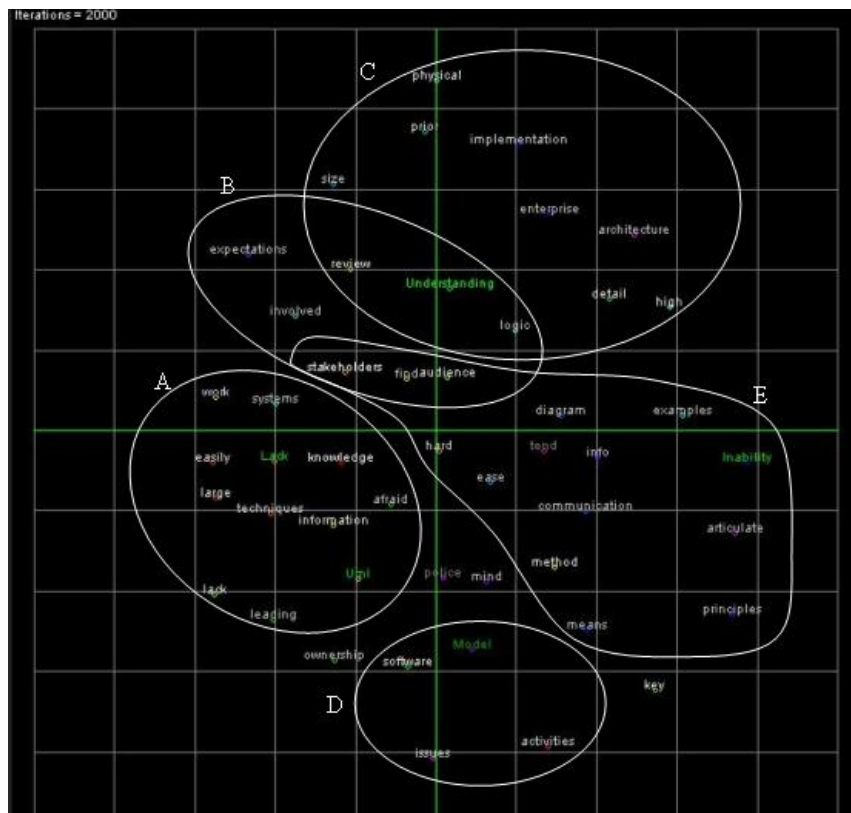 Iterations = 2000
C
physical
prior
implementation
size
B
enterprise
architecture
expectations
review
Understanding
involved
detail
high
logic
stakeholders
find
audience
A
work
systems
E
diagram
examples
hard
easily
Lack
knowledge
info
Inability
ease
large
afraid
techniques
information
communication
articulate
method
Uml
police
mind
lack
leading
principles
means
Model
ownership
software
key
D
activities
issues